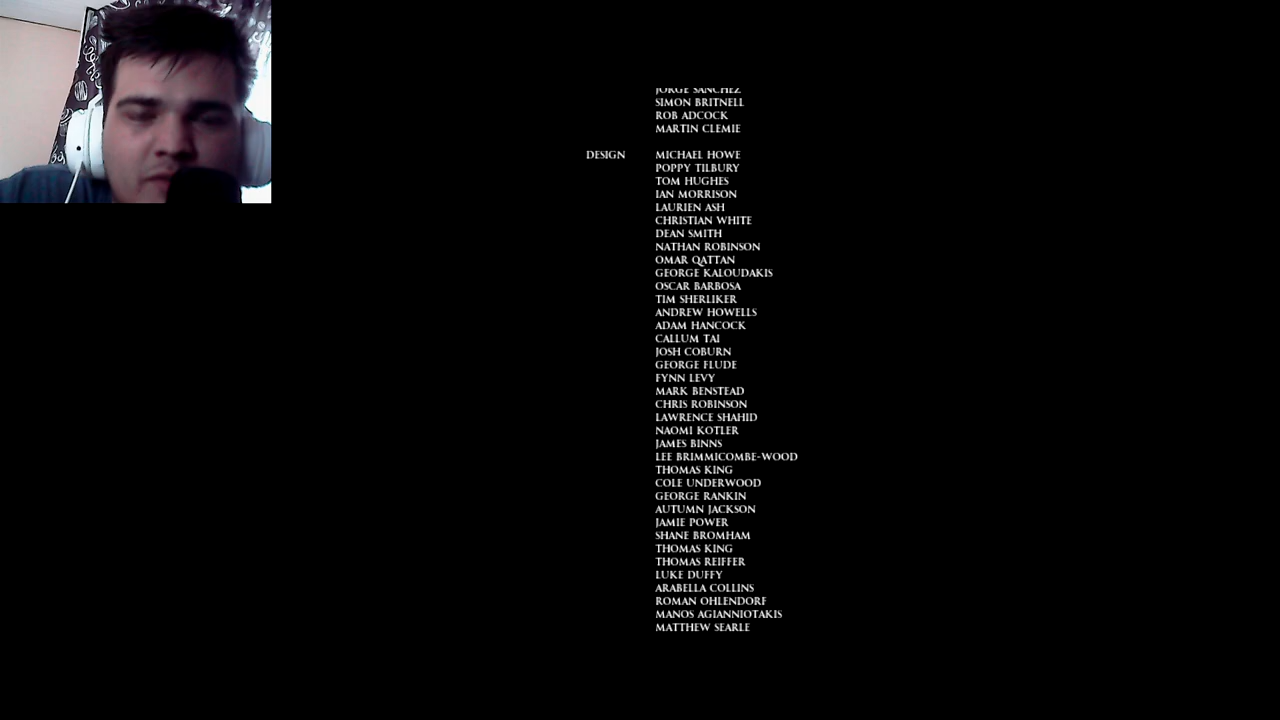 JORGE SANCHEZ
SIMON BRITNELL
ROB ADCOCK
MARTIN CLEMIE
DESIGN MICHAEL HOWE
POPPY TILBURY
TOM HUGHES
IAN MORRISON
LAURIEN ASH
CHRISTIAN WHITE
DEAN SMITH
NATHAN ROBINSON
OMAR QATTAN
GEORGE KALOUDAKIS
OSCAR BARBOSA
TIM SHERLIKER
ANDREW HOWELLS
ADAM HANCOCK
CALLUM TAI
JOSH COBURN
GEORGE FLUDE
FYNN LEVY
MARK BENSTEAD
CHRIS ROBINSON
LAWRENCE SHAHID
NAOMI KOTLER
JAMES BINNS
LEE BRIMMICOMBE-WOOD
THOMAS KING
COLE UNDERWOOD
GEORGE RANKIN
AUTUMN JACKSON
JAMIE POWER
SHANE BROMHAM
THOMAS KING
THOMAS REIFFER
LUKE DUFFY
ARABELLA COLLINS
ROMAN OHLENDORF
MANOS AGIANNIOTAKIS
MATTHEW SEARLE